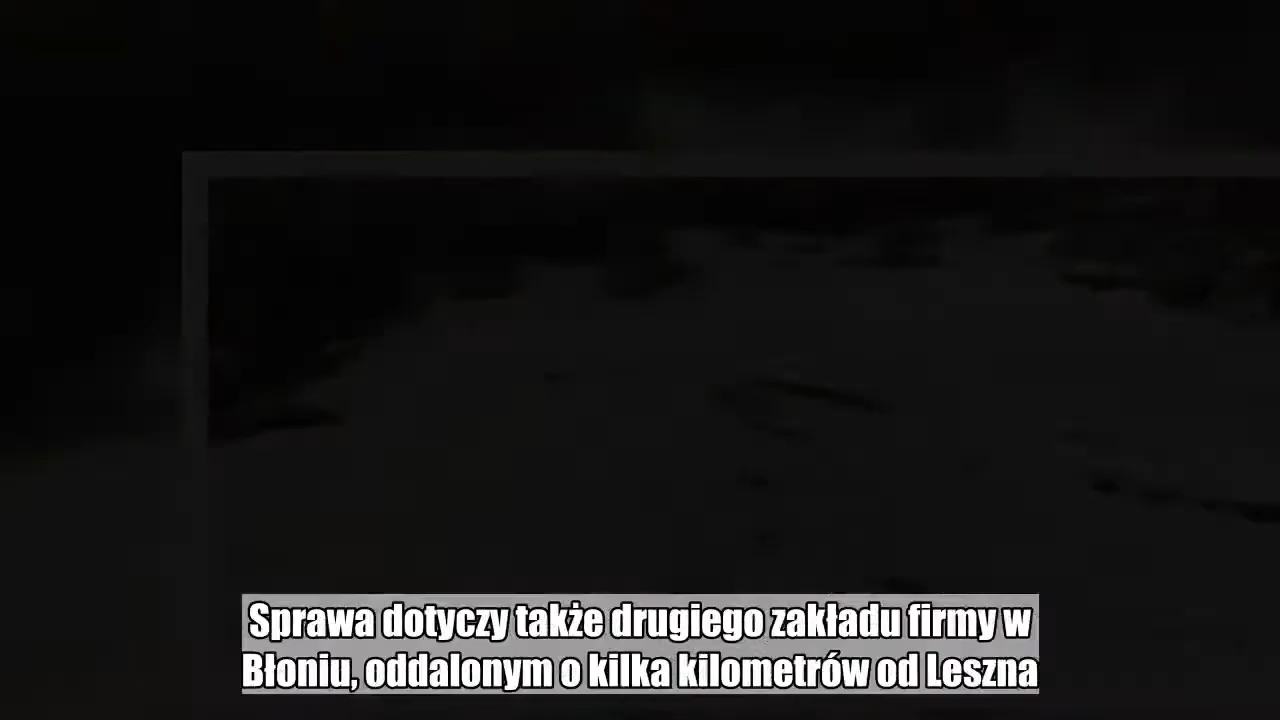 Sprawa dotyczy także drugiego zakładu firmy w
Błoniu, oddalonym o kilka kilometrów od Leszna